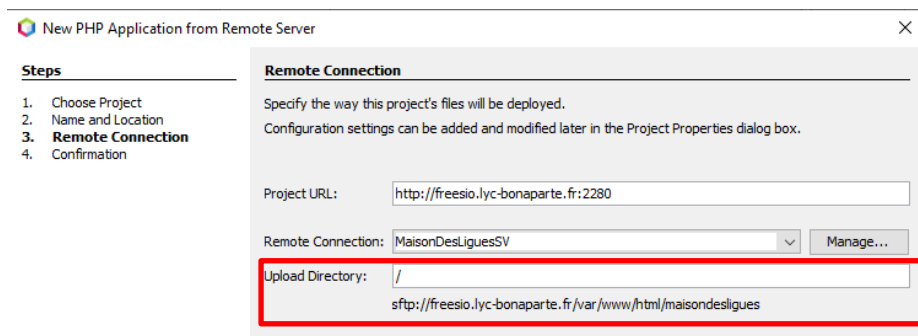 New PHP Application from Remote Server
Steps
1. Choose Project
2. Name and Location
3. Remote Connection
4. Confirmation
Remote Connection
Specify the way this project's files will be deployed.
Configuration settings can be added and modified later in the Project Properties dialog box.
Project URL: http://freesio.lyc-bonaparte.fr:2280
Remote Connection: MaisonDesLiguesSV Manage...
Upload Directory: /
sftp://freesio.lyc-bonaparte.fr/var/www/html/maisondesligues